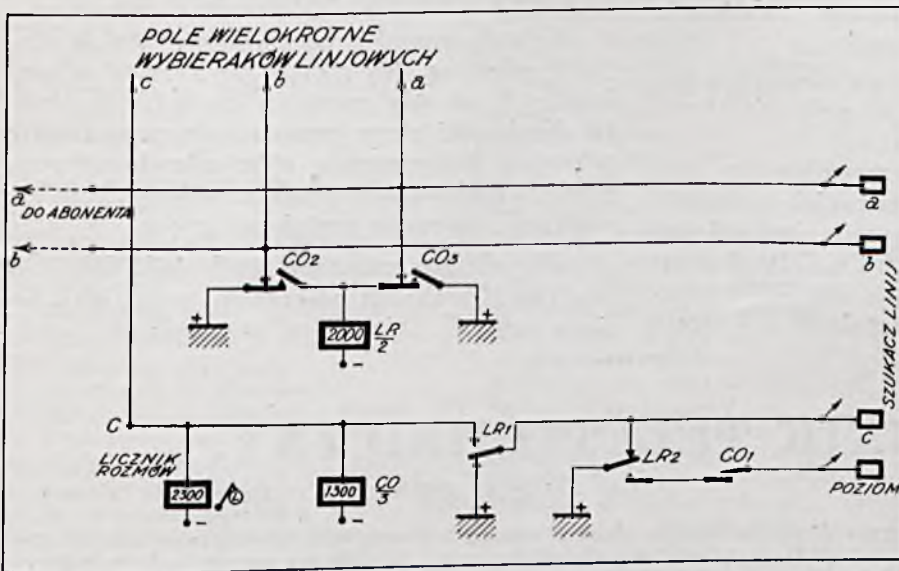 POLE WIELOKROTNE
WYBIERAKÓW LINJOWYCH
c b a
a
a
DO ABONENTA
b
b
CO2
CO3
+
2000 LR/2
+
-
SZUKACZ LINIJ
C
c
LR1
LICZNIK
ROZMÓW
2300
1300 CO/3
LR2
CO1
POZIOM
-
-
+
+